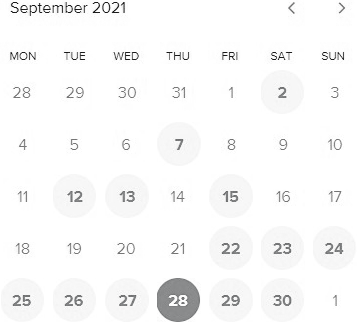 September 2021
MON TUE WED THU FRI SAT SUN
28 29 30 31 1 2 3
4 5 6 7 8 9 10
11 12 13 14 15 16 17
18 19 20 21 22 23 24
25 26 27 28 29 30 1